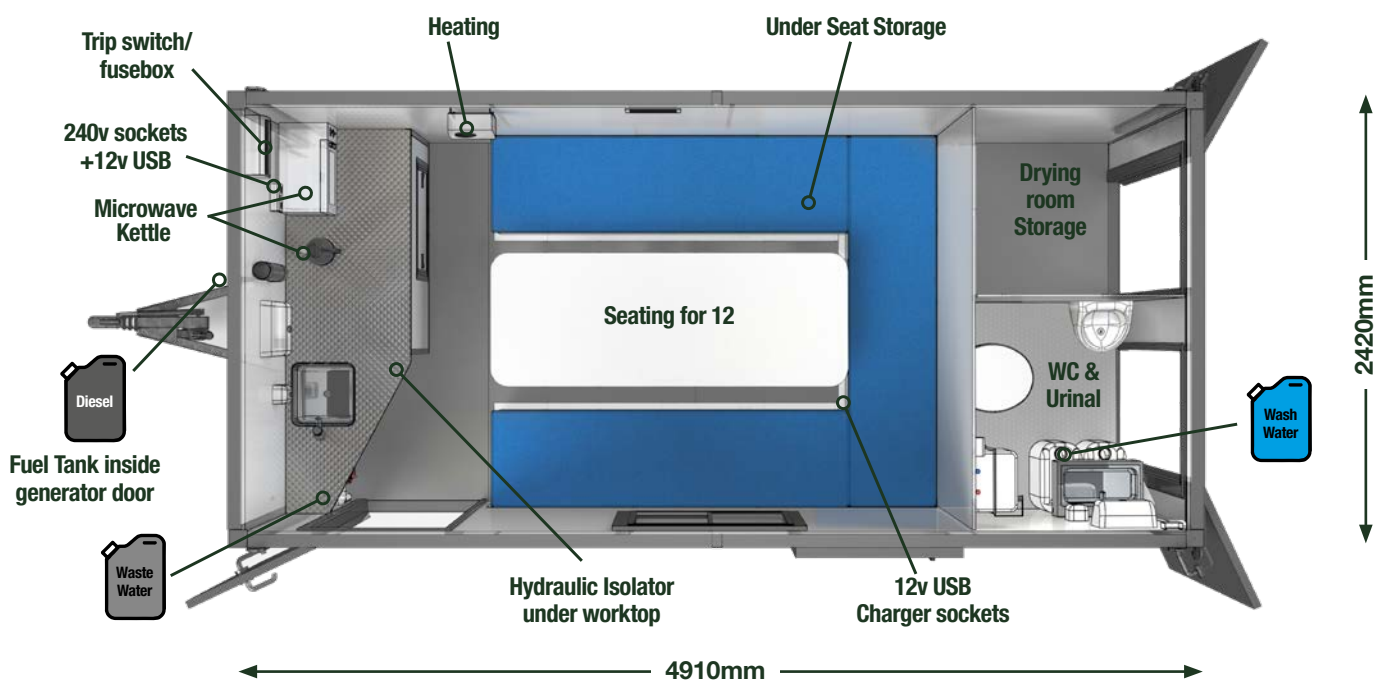 Heating
Under Seat Storage
Trip switch/
fusebox
240v sockets
+12v USB
Microwave
Kettle
Drying
room
Storage
Seating for 12
2420mm
WC &
Urinal
Diesel
Wash
Water
Fuel Tank inside
generator door
Waste
Water
Hydraulic Isolator
under worktop
12v USB
Charger sockets
4910mm